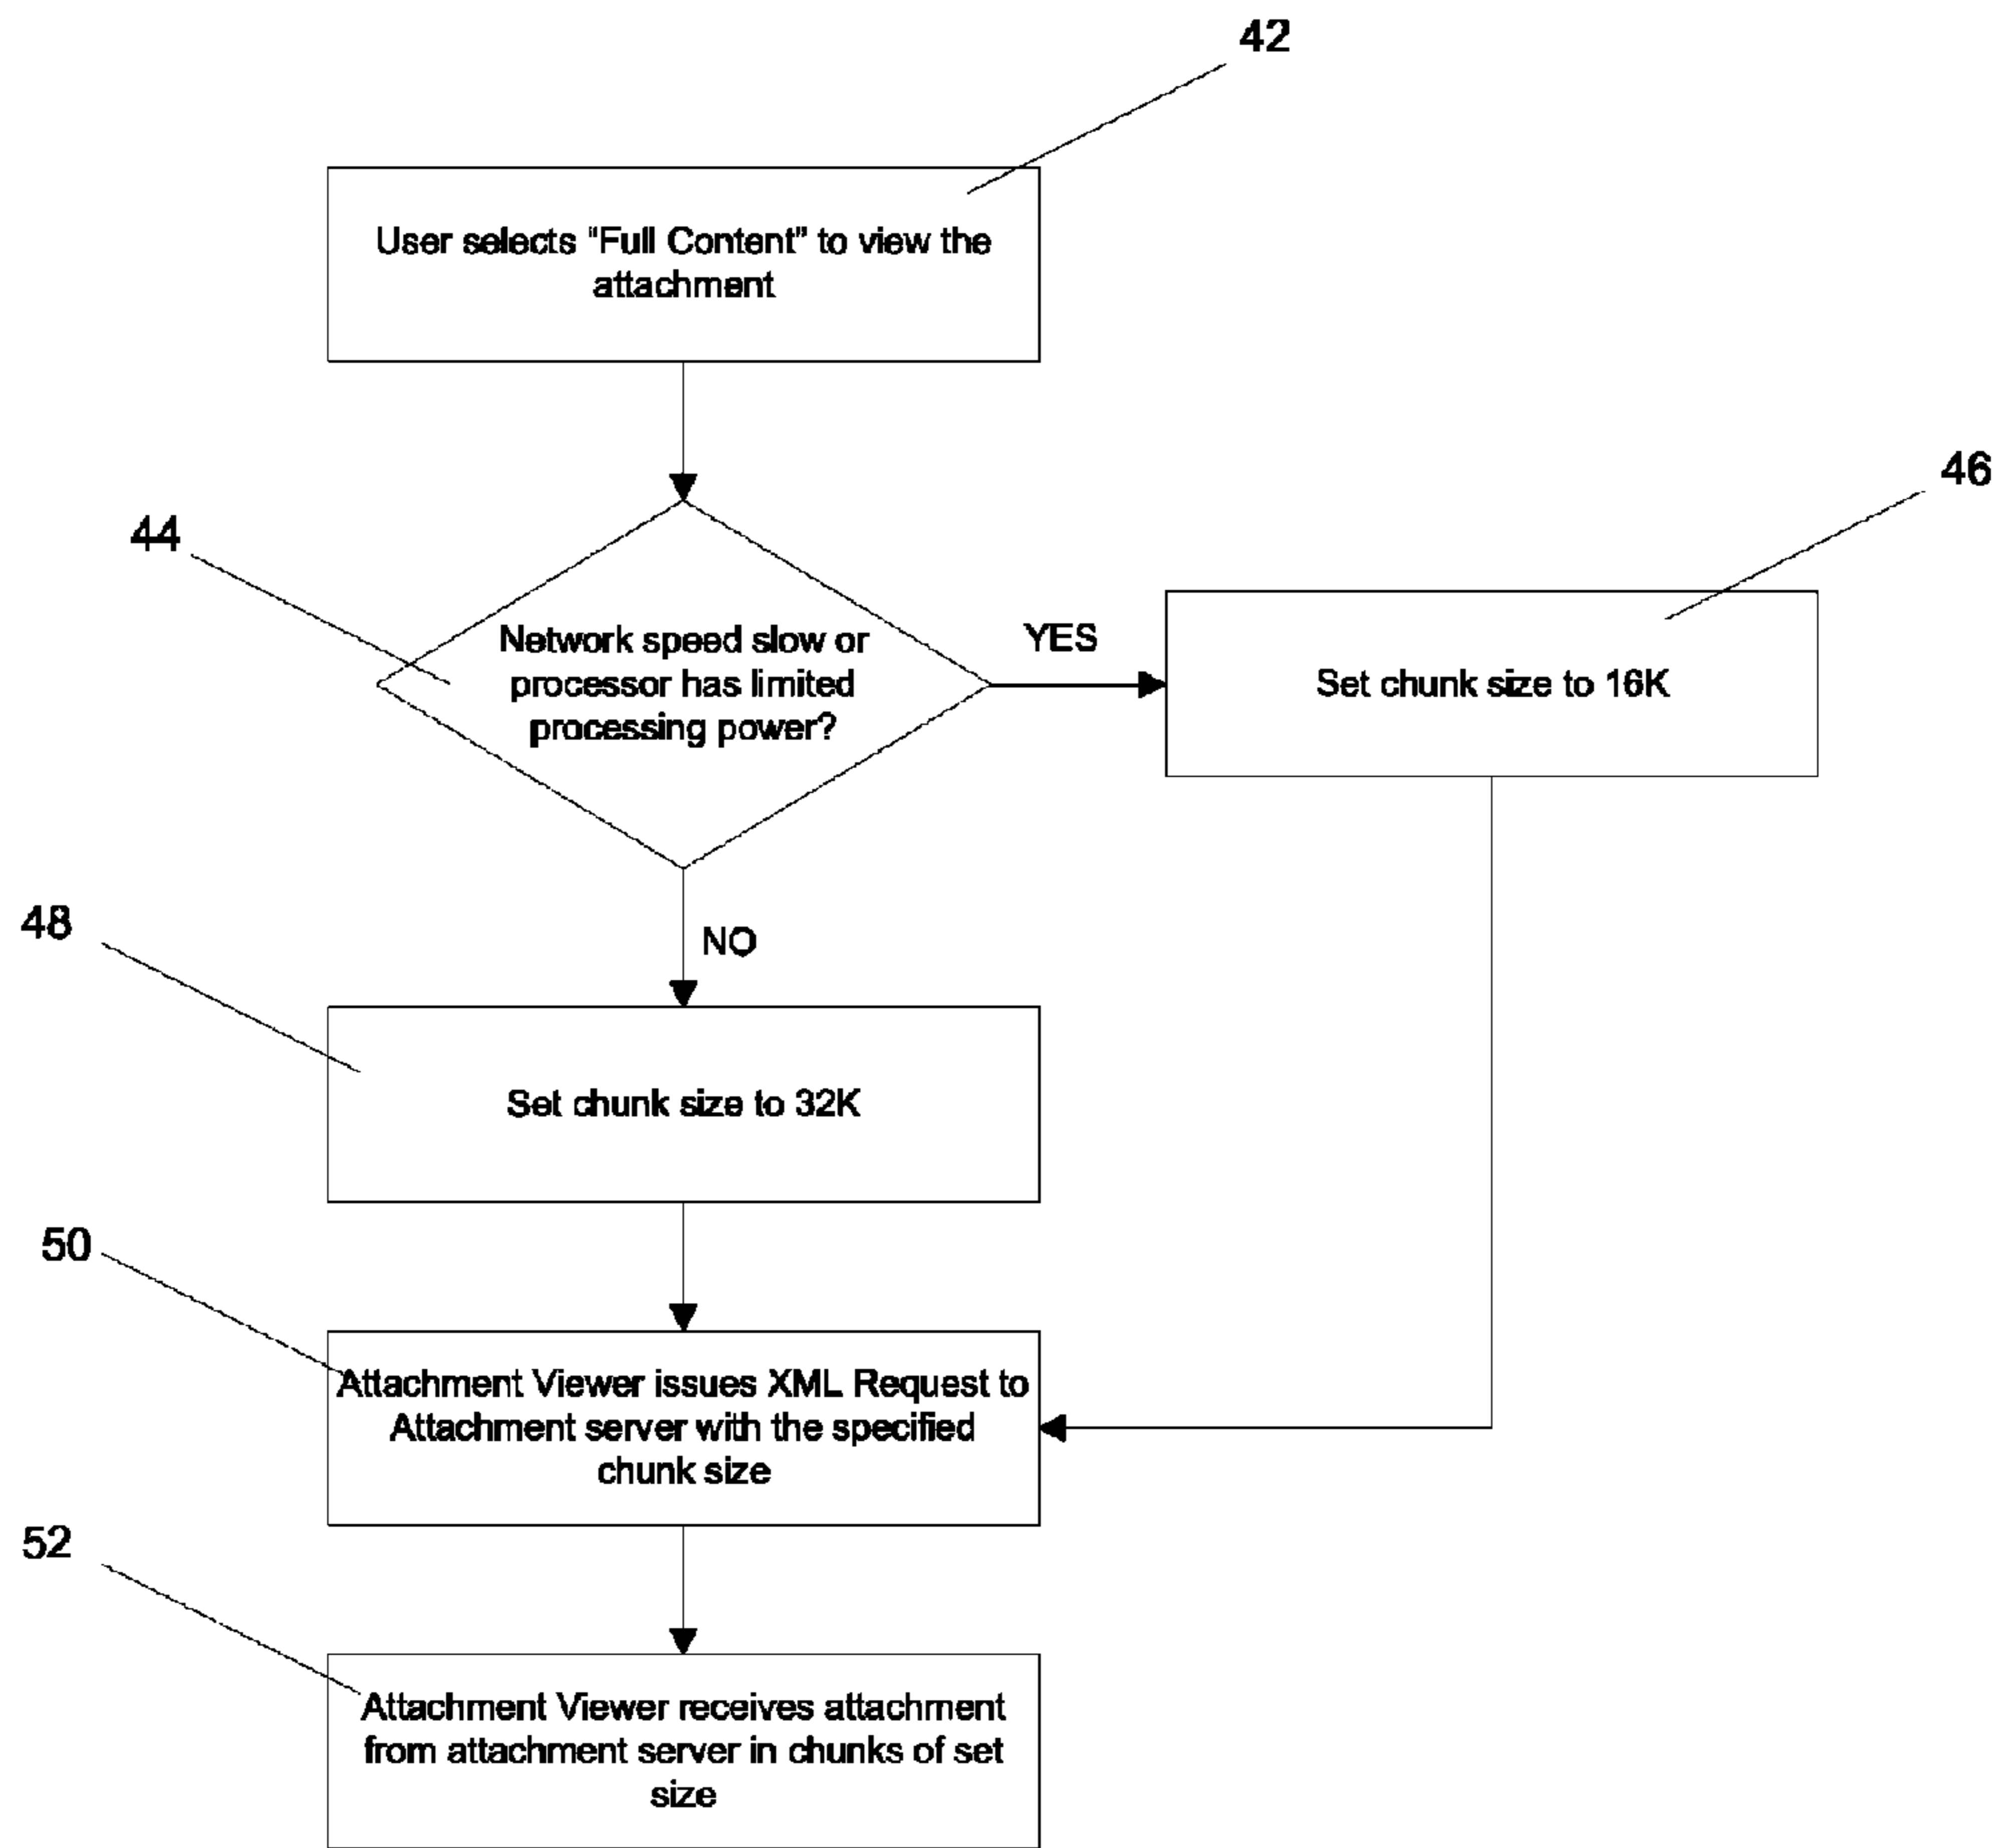 42
User selects “Full Content” to view the
attachment
44
Network speed slow or
processor has limited
processing power?
YES
46
Set chunk size to 16K
NO
48
Set chunk size to 32K
50
Attachment Viewer issues XML Request to
Attachment server with the specified
chunk size
52
Attachment Viewer receives attachment
from attachment server in chunks of set
size